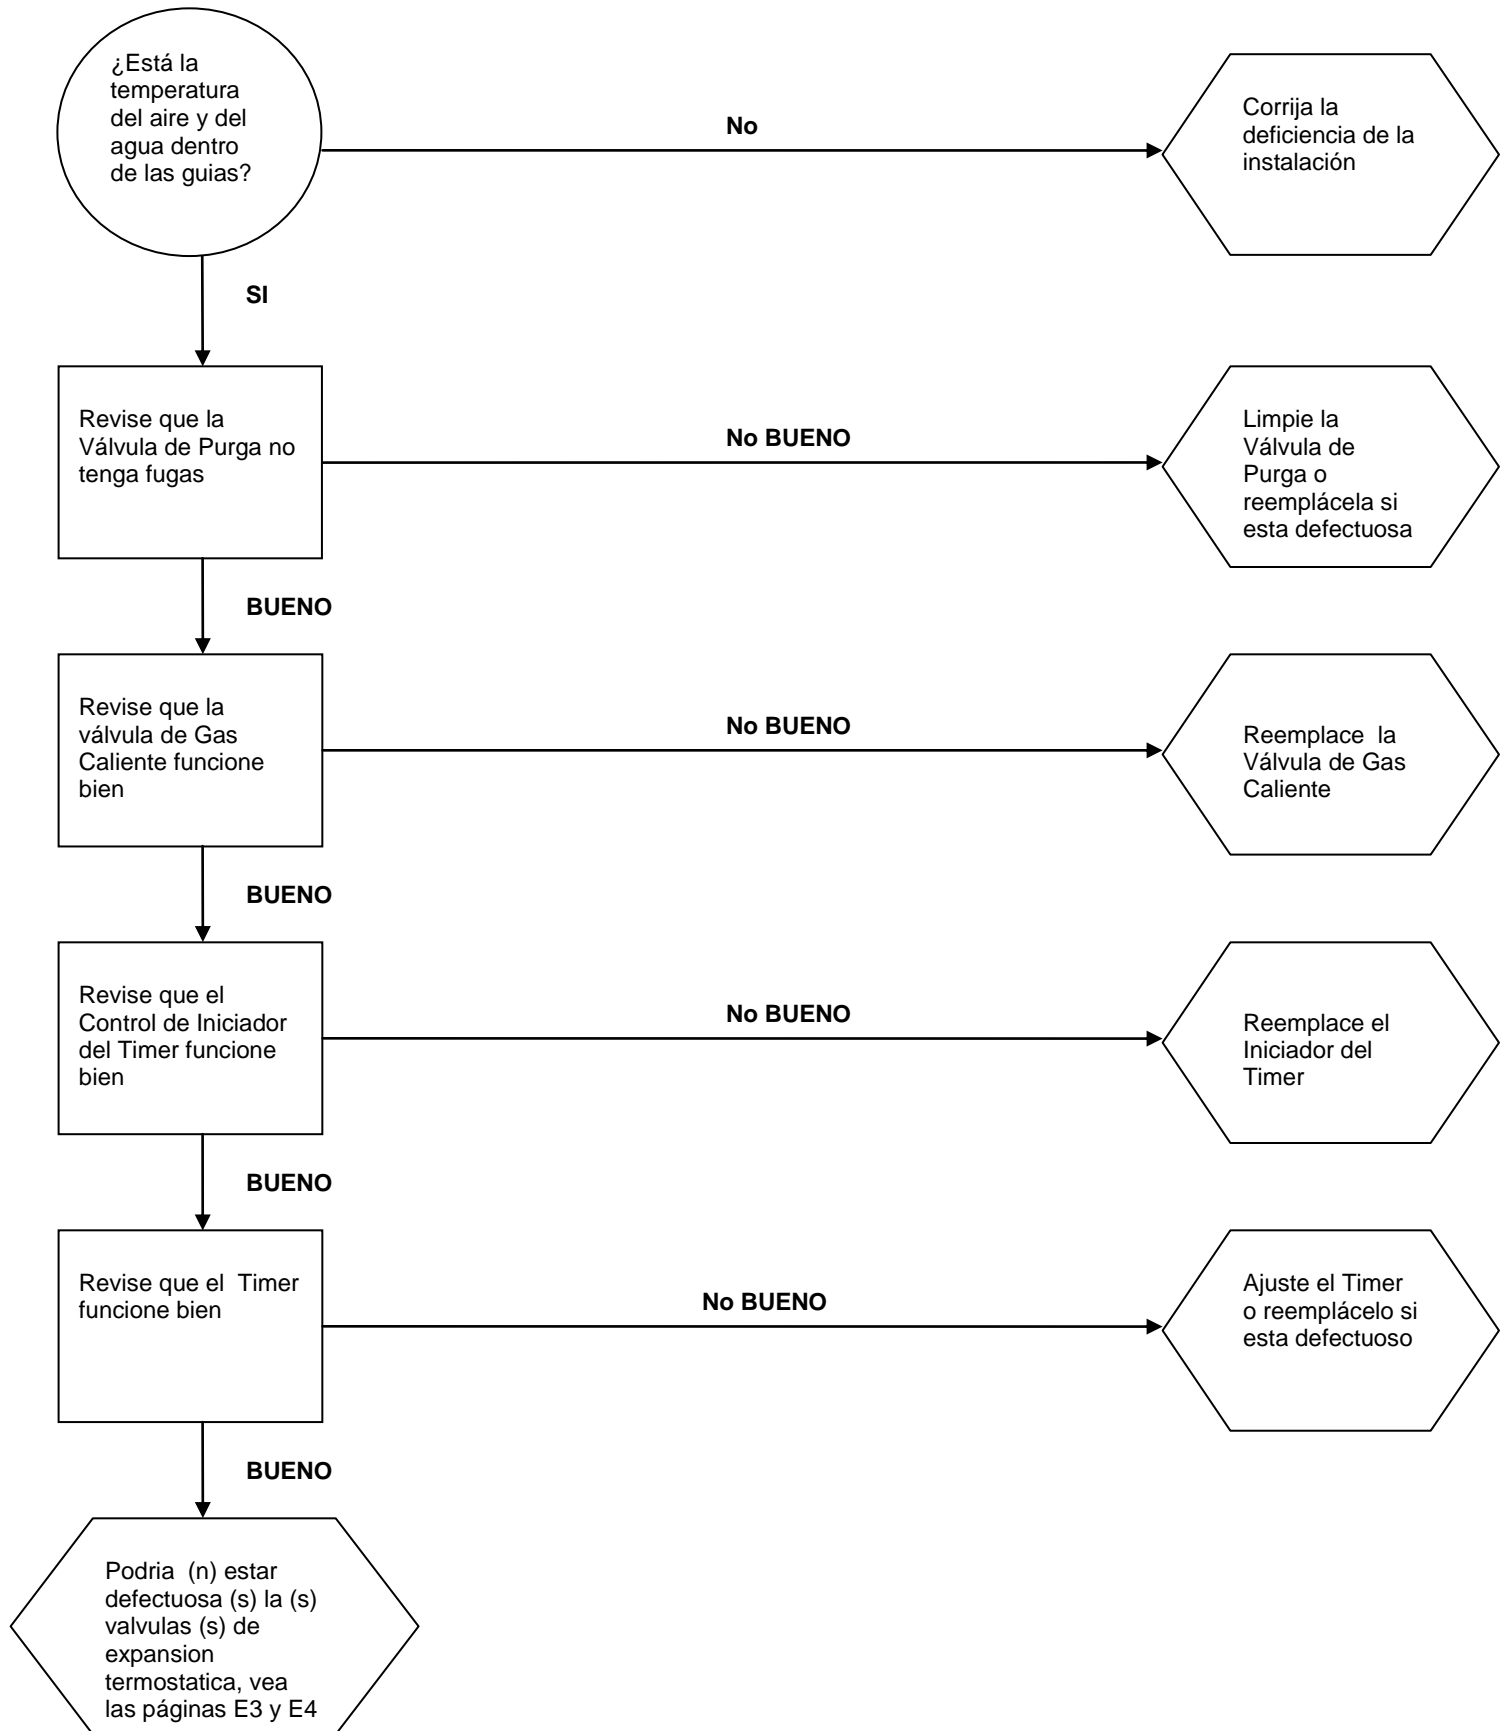 ¿Está la
temperatura
del aire y del
agua dentro
de las guias?
No
Corrija la
deficiencia de la
instalación
SI
Revise que la
Válvula de Purga no
tenga fugas
No BUENO
Limpie la
Válvula de
Purga o
reemplácela si
esta defectuosa
BUENO
Revise que la
válvula de Gas
Caliente funcione
bien
No BUENO
Reemplace  la
Válvula de Gas
Caliente
BUENO
Revise que el
Control de Iniciador
del Timer funcione
bien
No BUENO
Reemplace el
Iniciador del
Timer
BUENO
Revise que el  Timer
funcione bien
No BUENO
Ajuste el Timer
o reemplácelo si
esta defectuoso
BUENO
Podria  (n) estar
defectuosa (s) la (s)
valvulas (s) de
expansion
termostatica, vea
las páginas E3 y E4